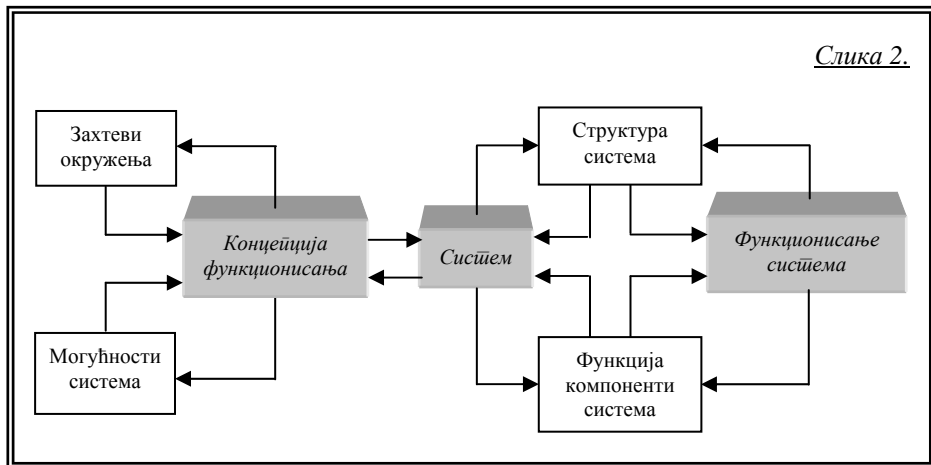 Слика 2.
Захтеви
окружења
Структура
система
Концепција
функционисања
Систем
Функционисање
система
Могућности
система
Функција
компоненти
система